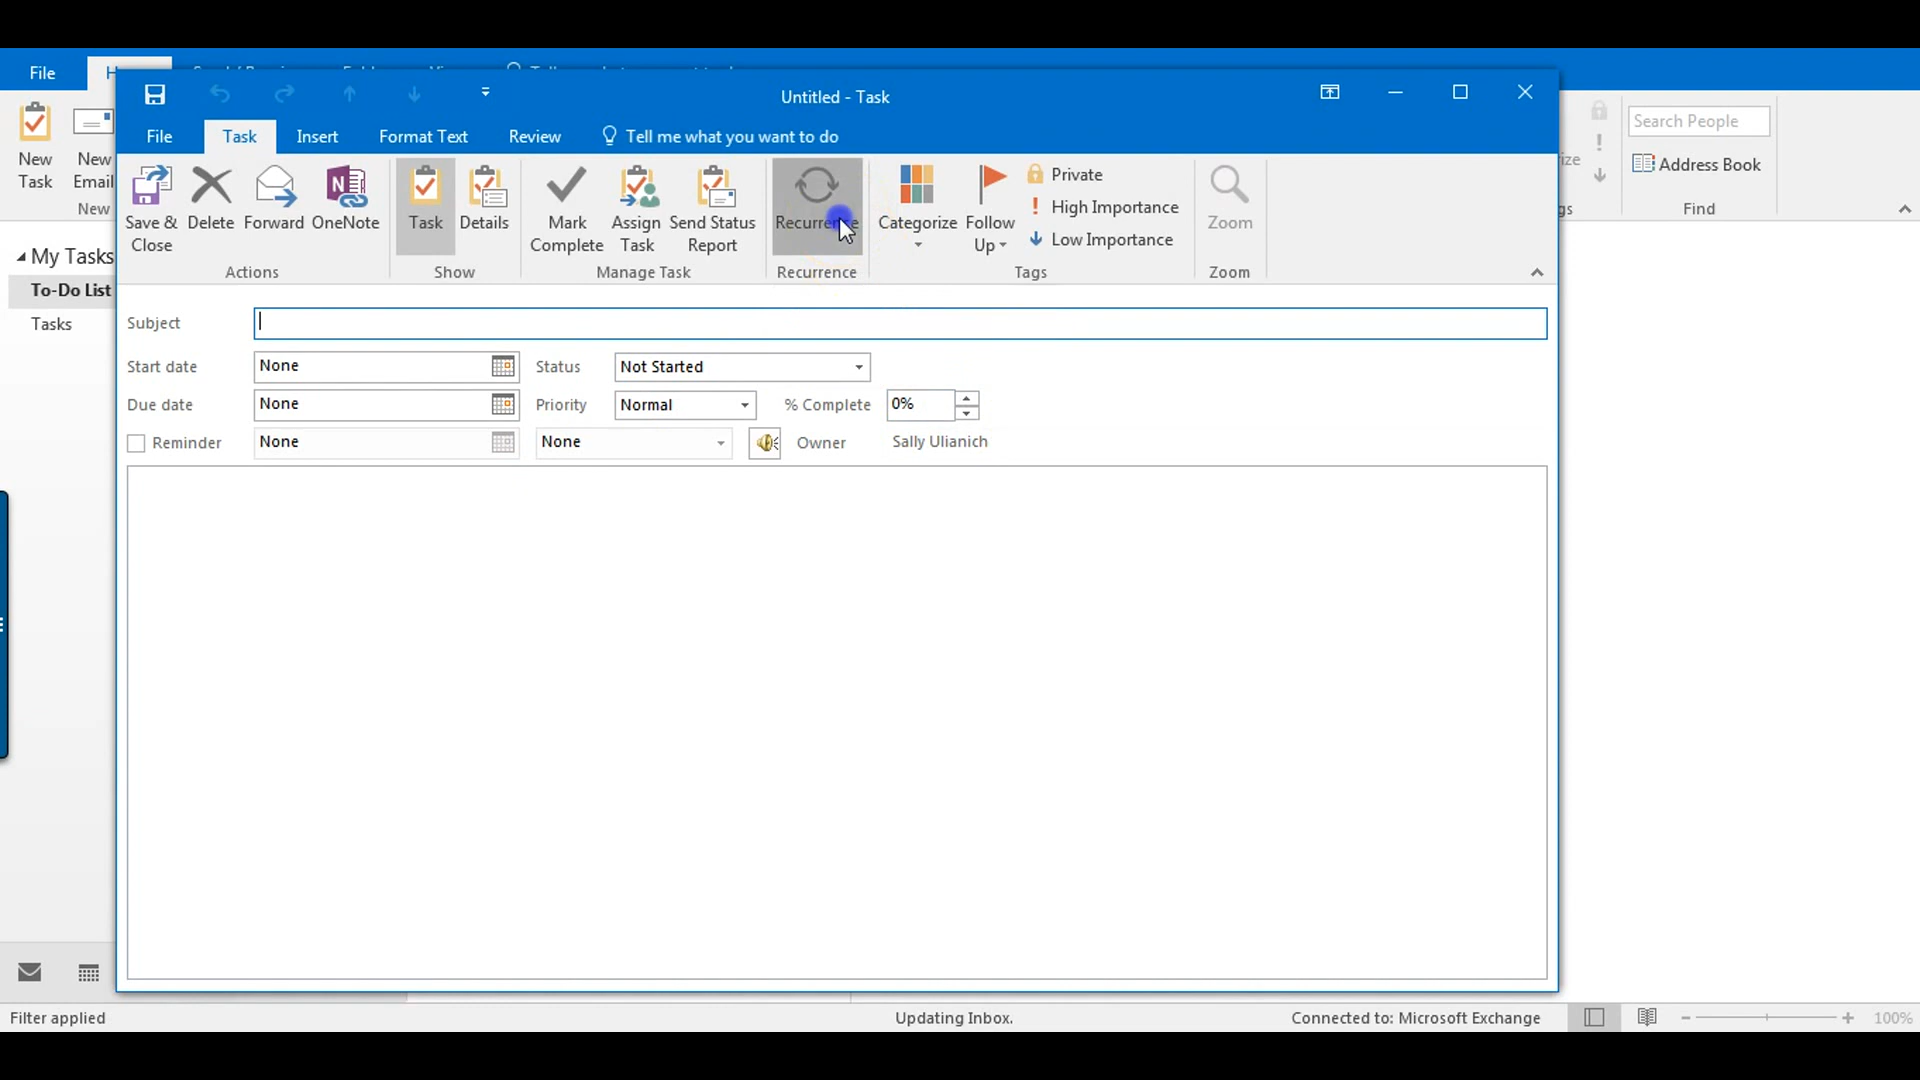 File
Untitled - Task
File Task Insert Format Text Review Tell me what you want to do
New Task
New Email
New
Save & Close
Delete
Forward
OneNote
Actions
Task
Details
Show
Mark Complete
Assign Task
Send Status Report
Manage Task
Recurrence
Recurrence
Categorize
Follow Up
Private
High Importance
Low Importance
Tags
Zoom
Zoom
Search People
Address Book
Find
My Tasks
To-Do List
Tasks
Subject
Start date None Status Not Started
Due date None Priority Normal % Complete 0%
Reminder None None Owner Sally Ulianich
Filter applied Updating Inbox. Connected to: Microsoft Exchange 100%